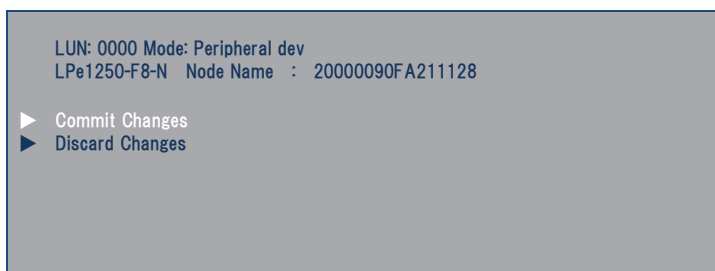 LUN: 0000 Mode: Peripheral dev
LPe1250-F8-N Node Name : 20000090FA211128
Commit Changes
Discard Changes